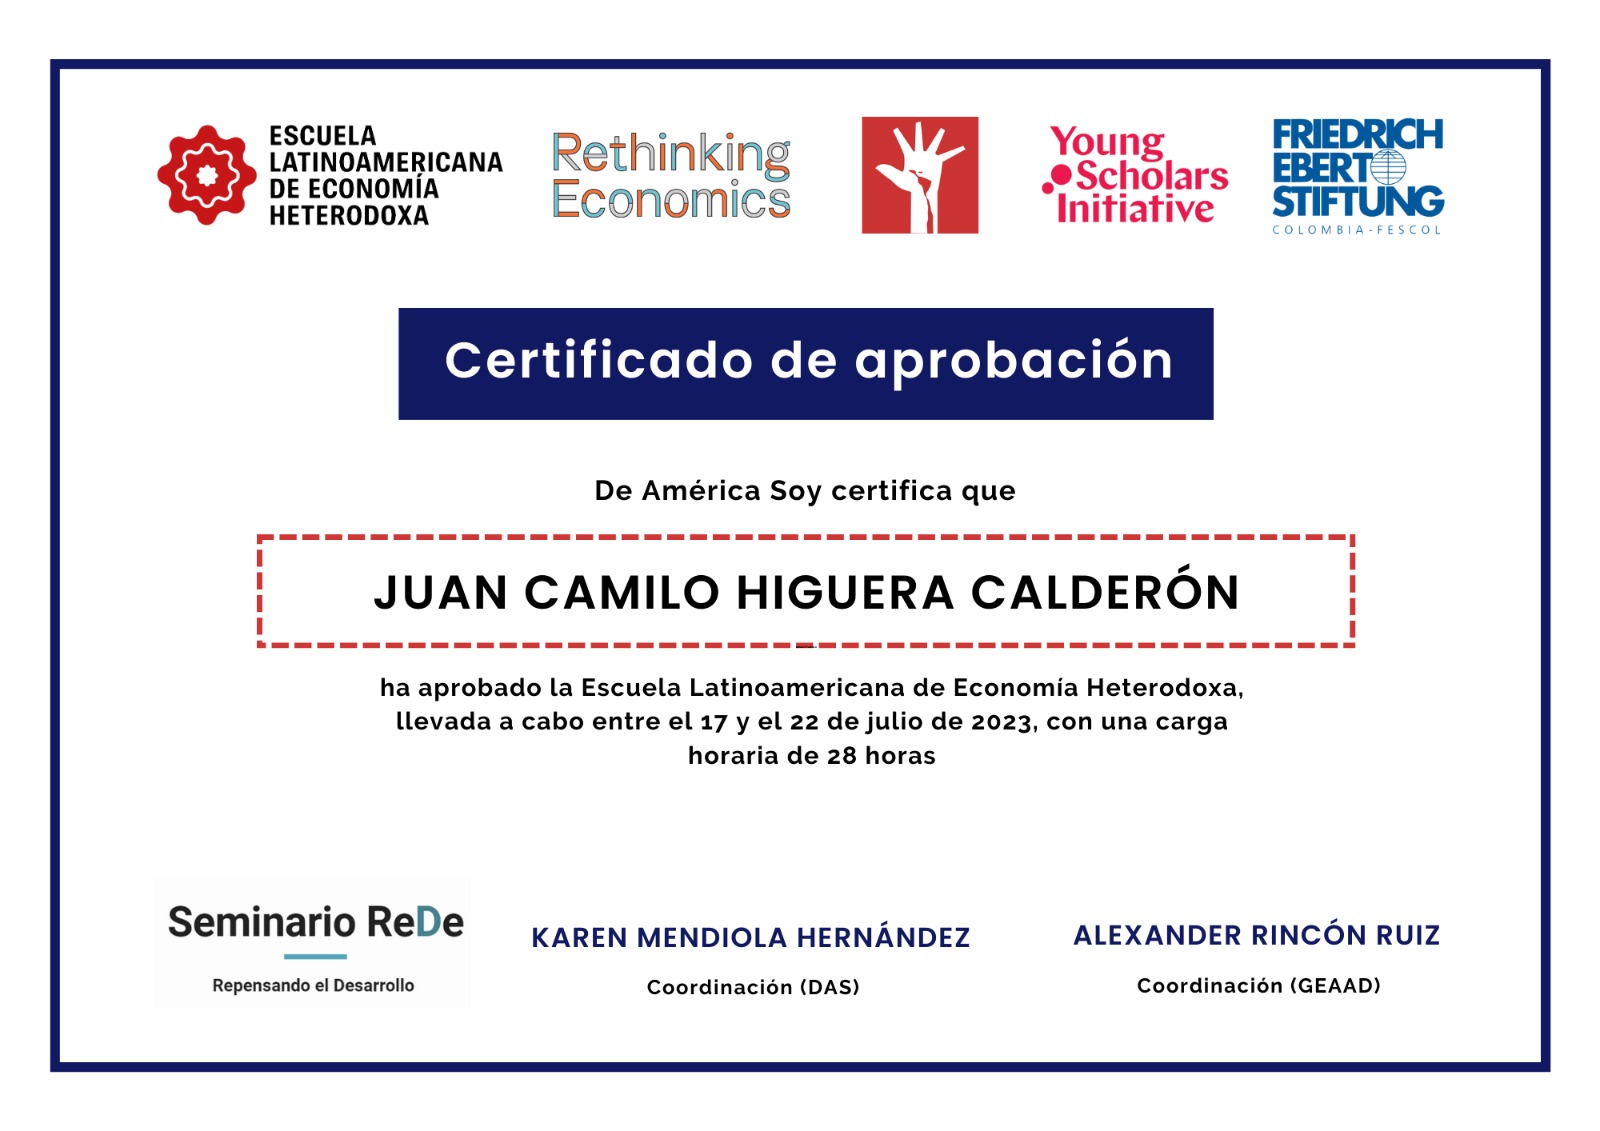 ESCUELA
LATINOAMERICANA
DE ECONOMÍA
HETERODOXA
Rethinking
Economics
Young
Scholars
Initiative
FRIEDRICH
EBERT
STIFTUNG
COLOMBIA-FESCOL
Certificado de aprobación
De América Soy certifica que
JUAN CAMILO HIGUERA CALDERÓN
ha aprobado la Escuela Latinoamericana de Economía Heterodoxa,
llevada a cabo entre el 17 y el 22 de julio de 2023, con una carga
horaria de 28 horas
Seminario ReDe
Repensando el Desarrollo
KAREN MENDIOLA HERNÁNDEZ
Coordinación (DAS)
ALEXANDER RINCÓN RUIZ
Coordinación (GEAAD)